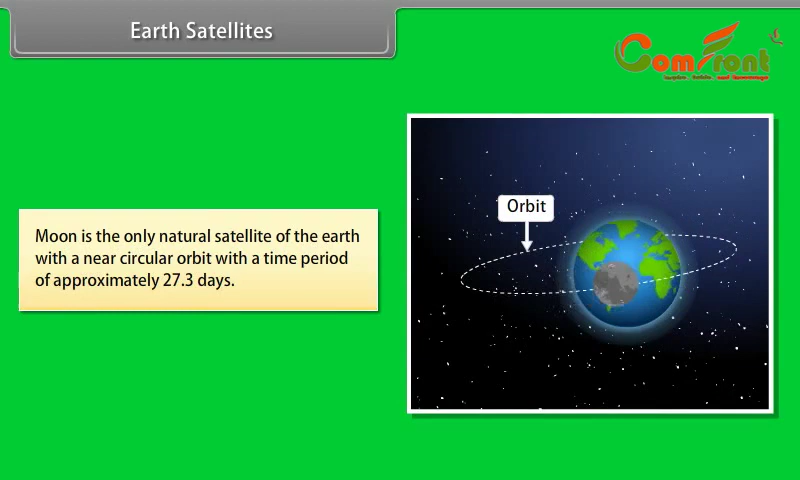 Earth Satellites
ComFront
Moon is the only natural satellite of the earth
with a near circular orbit with a time period
of approximately 27.3 days.
Orbit